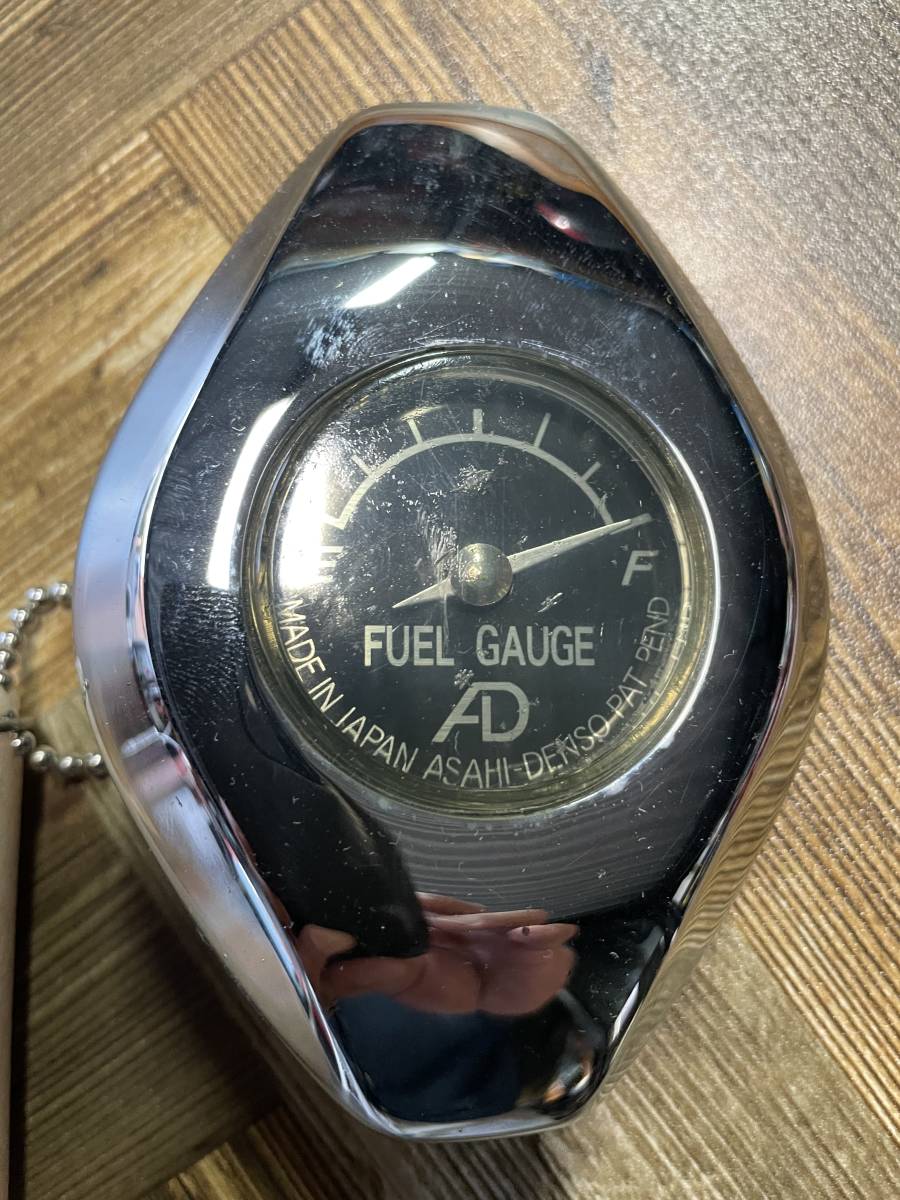 E
F
FUEL GAUGE
AD
MADE IN JAPAN ASAHI-DENSO PAT PEND